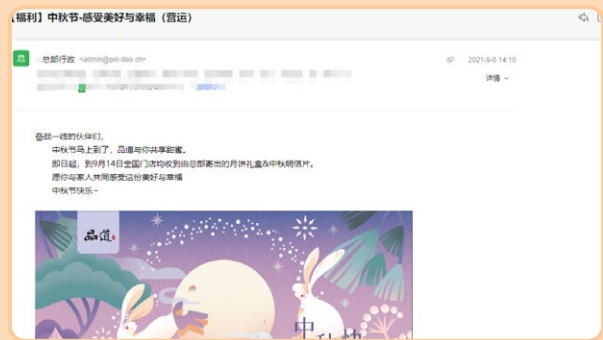 福利】中秋节-感受美好与幸福（营运）
总部行政 <admin@pin-dao.cn>
2021-9-6 14:10
详情
奋战一线的伙伴们，
中秋节马上到了，品道与你共享甜蜜。
即日起，到9月14日全国门店均收到由总部寄出的月饼礼盒&中秋明信片。
愿你与家人共同感受这份美好与幸福
中秋节快乐~
品道
中秋快